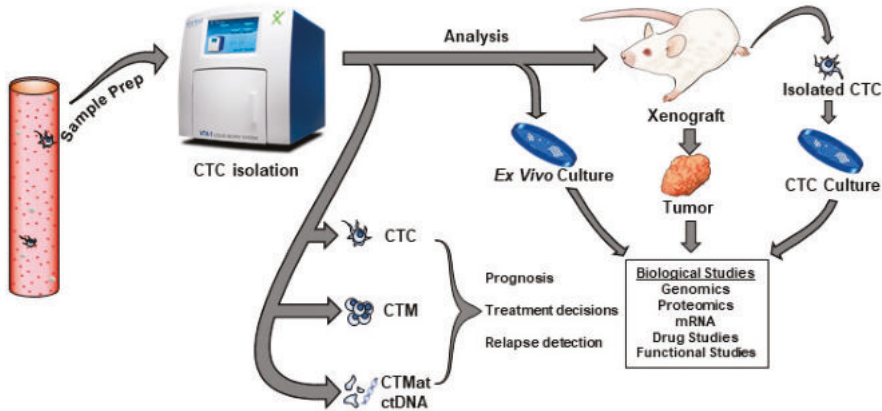 Sample Prep
CTC isolation
Analysis
Xenograft
Isolated CTC
Ex Vivo Culture
Tumor
CTC Culture
CTC
CTM
CTMat
ctDNA
Prognosis
Treatment decisions
Relapse detection
Biological Studies
Genomics
Proteomics
mRNA
Drug Studies
Functional Studies